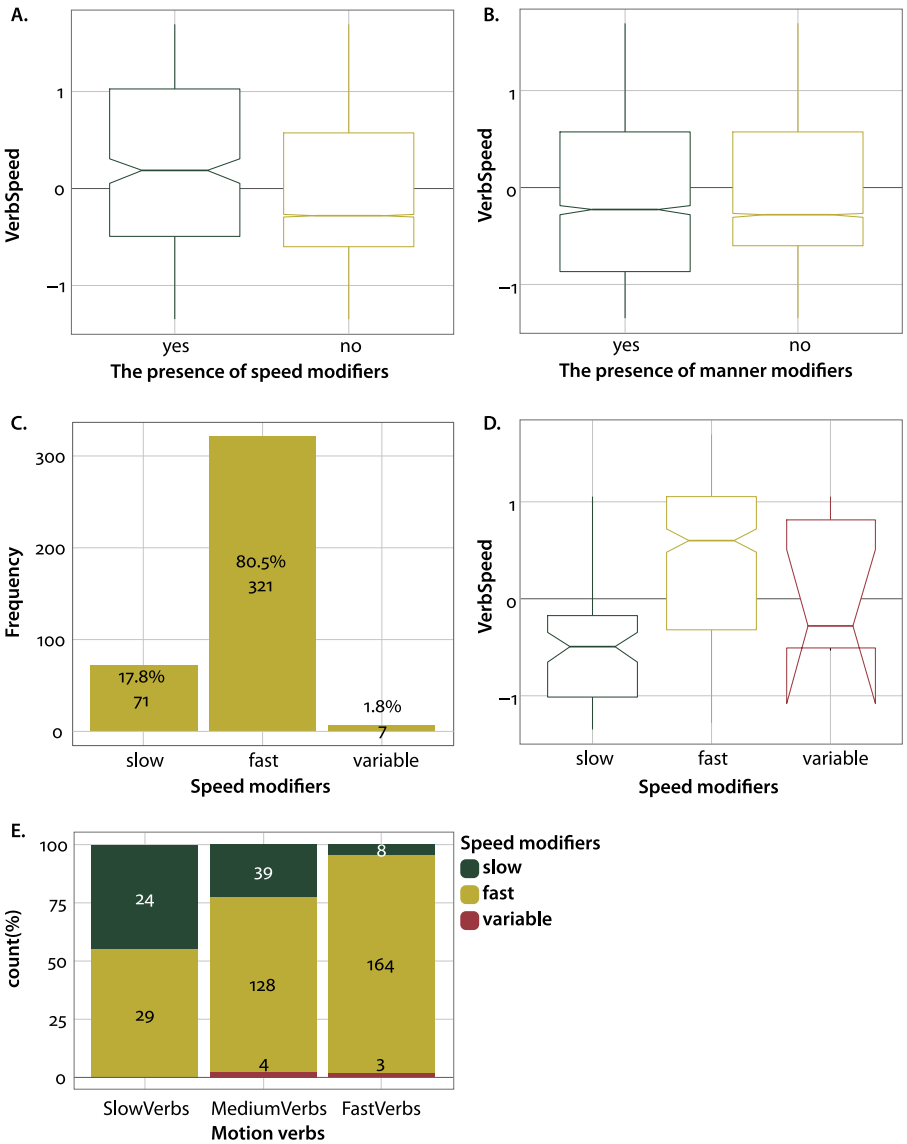 A.
VerbSpeed
1
0
−1
yes no
The presence of speed modifiers
B.
VerbSpeed
1
0
−1
yes no
The presence of manner modifiers
C.
Frequency
300
200
100
0
80.5%
321
17.8%
71
1.8%
7
slow fast variable
Speed modifiers
D.
VerbSpeed
1
0
−1
slow fast variable
Speed modifiers
E.
count(%)
100
75
50
25
0
24 39 8
29 128 164
4 3
SlowVerbs MediumVerbs FastVerbs
Motion verbs
Speed modifiers
slow
fast
variable